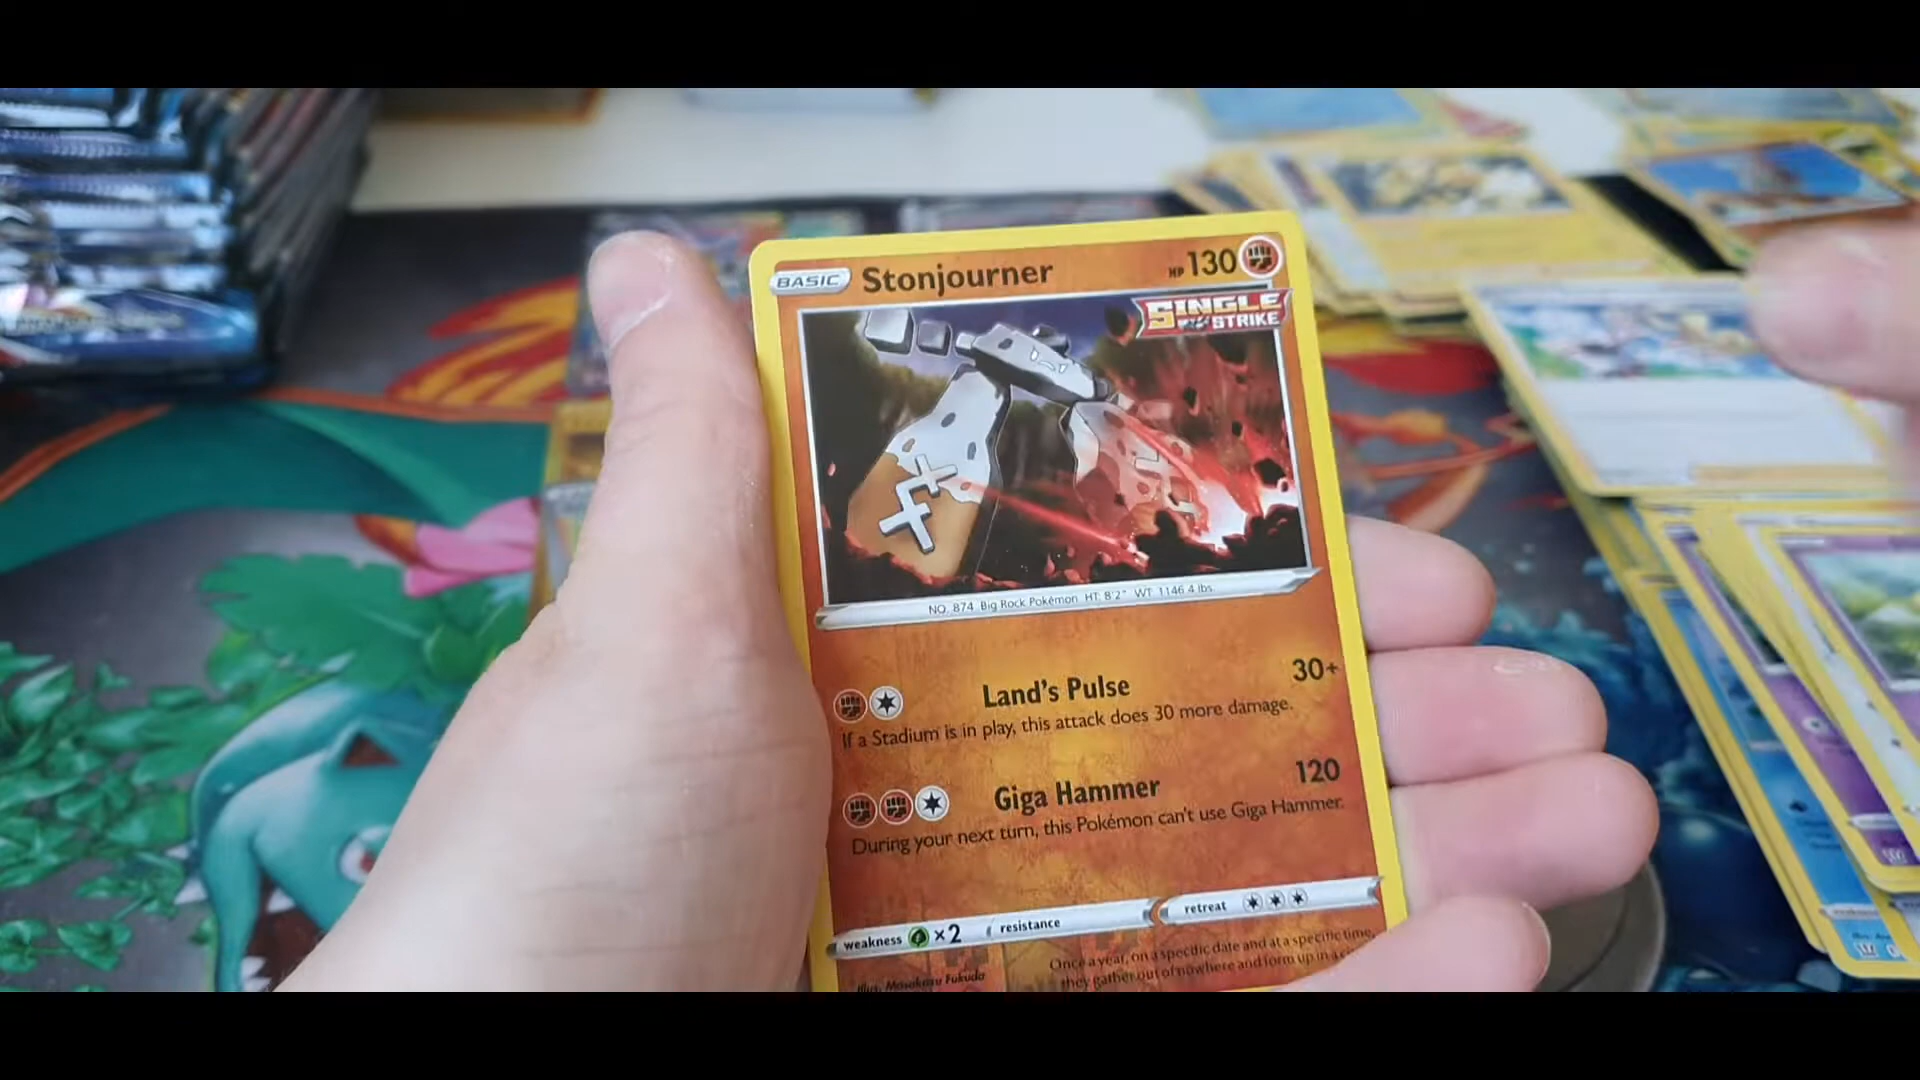 BASIC Stonjourner HP 130
SINGLE
STRIKE
NO. 874 Big Rock Pokémon HT: 8'2" WT: 1146.4 lbs.
Land's Pulse 30+
If a Stadium is in play, this attack does 30 more damage.
Giga Hammer 120
During your next turn, this Pokémon can't use Giga Hammer.
weakness ×2 resistance retreat
Illus. Masakazu Fukuda
Once a year, on a specific date and at a specific time,
they gather out of nowhere and form up in a